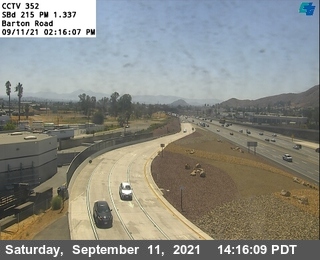 CCTV 352
SBd 215 PM 1.337
Barton Road
09/11/21 02:16:07 PM
Saturday, September 11, 2021 14:16:09 PDT